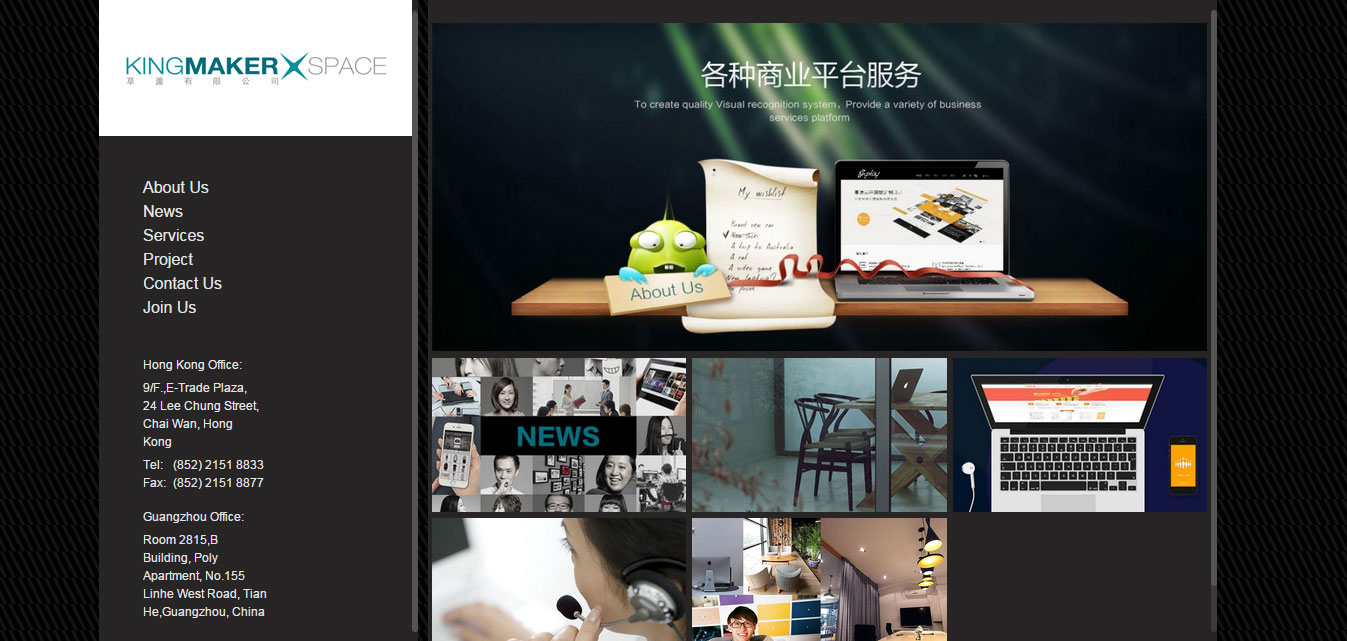 KINGMAKER SPACE
草蘆有限公司
About Us
News
Services
Project
Contact Us
Join Us
Hong Kong Office:
9/F.,E-Trade Plaza,
24 Lee Chung Street,
Chai Wan, Hong
Kong
Tel: (852) 2151 8833
Fax: (852) 2151 8877
Guangzhou Office:
Room 2815,B
Building, Poly
Apartment, No.155
Linhe West Road, Tian
He,Guangzhou, China
各种商业平台服务
To create quality Visual recognition system，Provide a variety of business
services platform
My wishlist
Brand new car
A trip to Australia
A cat
A video game
New laptop?
About Us
NEWS